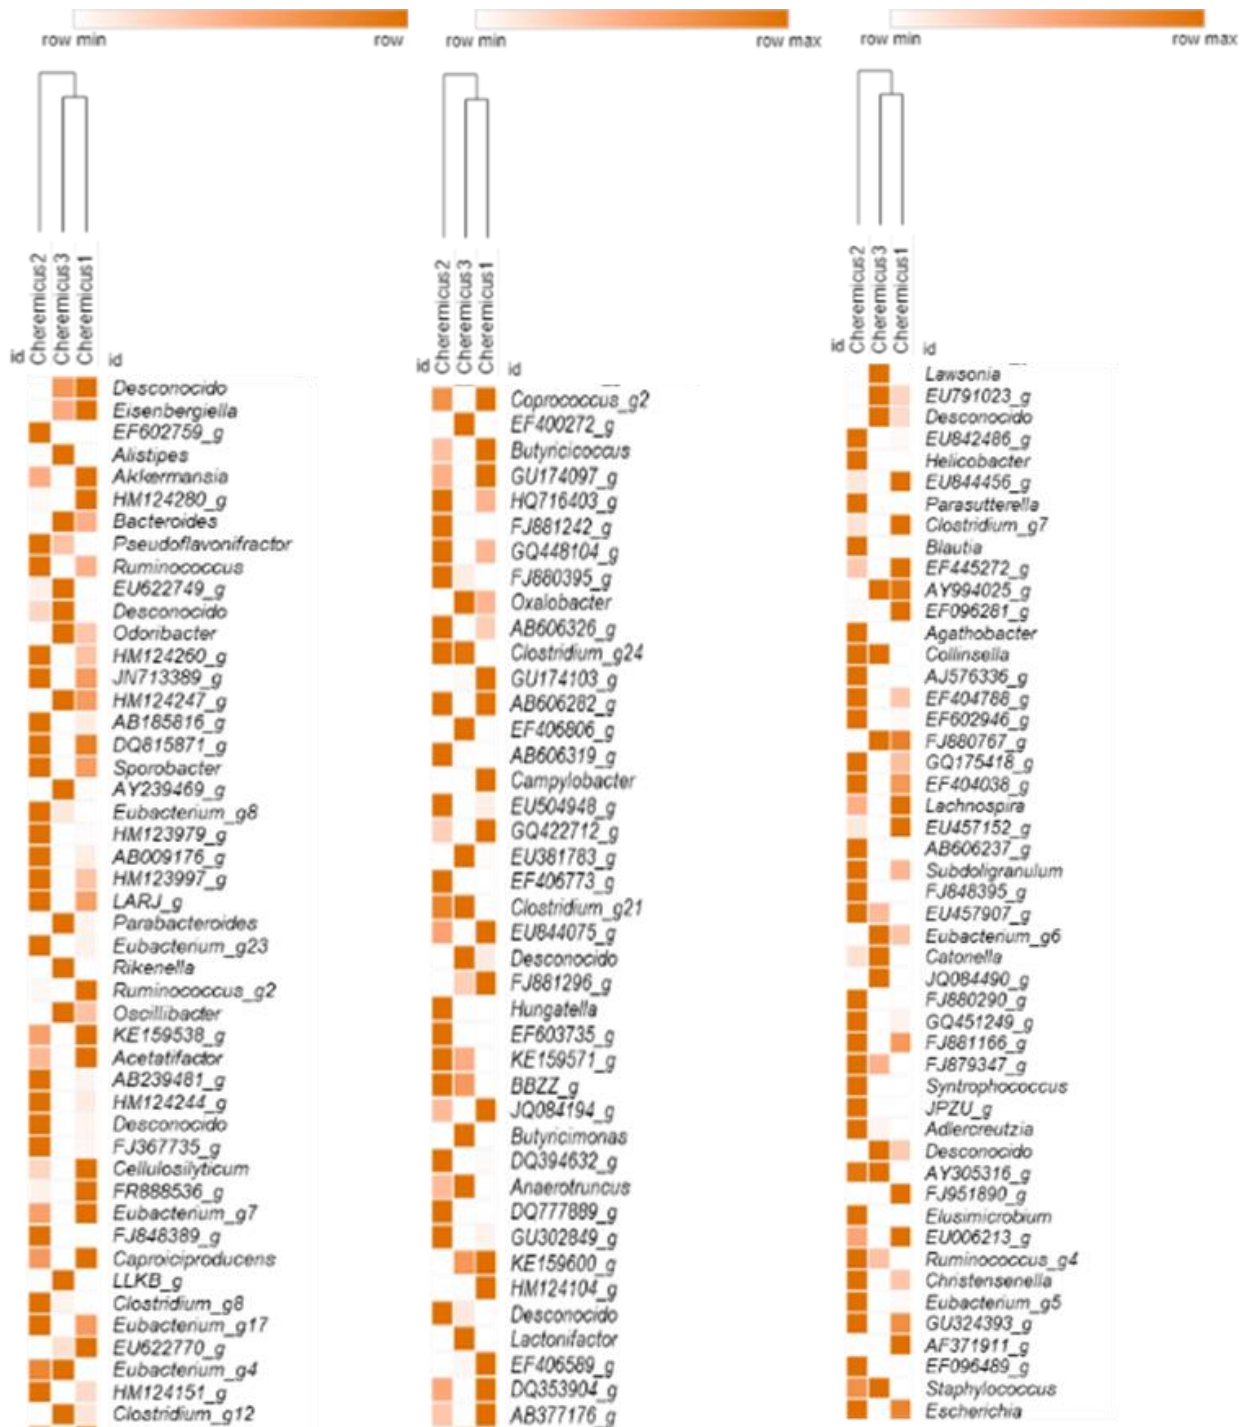 row min row
Cheremicus2
Cheremicus3
Cheremicus1
id id
Desconocido
Eisenbergiella
EF602759_g
Alistipes
Akkermansia
HM124280_g
Bacteroides
Pseudoflavonifractor
Ruminococcus
EU622749_g
Desconocido
Odoribacter
HM124260_g
JN713389_g
HM124247_g
AB185816_g
DQ815871_g
Sporobacter
AY239469_g
Eubacterium_g8
HM123979_g
AB009176_g
HM123997_g
LARJ_g
Parabacteroides
Eubacterium_g23
Rikenella
Ruminococcus_g2
Oscillibacter
KE159538_g
Acetatifactor
AB239481_g
HM124244_g
Desconocido
FJ367735_g
Cellulosilyticum
FR888536_g
Eubacterium_g7
FJ848389_g
Caproiciproducens
LLKB_g
Clostridium_g8
Eubacterium_g17
EU622770_g
Eubacterium_g4
HM124151_g
Clostridium_g12
row min row max
Cheremicus2
Cheremicus3
Cheremicus1
id id
Coprococcus_g2
EF400272_g
Butyricicoccus
GU174097_g
HQ716403_g
FJ881242_g
GQ448104_g
FJ880395_g
Oxalobacter
AB606326_g
Clostridium_g24
GU174103_g
AB606282_g
EF406806_g
AB606319_g
Campylobacter
EU504948_g
GQ422712_g
EU381783_g
EF406773_g
Clostridium_g21
EU844075_g
Desconocido
FJ881296_g
Hungatella
EF603735_g
KE159571_g
BBZZ_g
JQ084194_g
Butyricimonas
DQ394632_g
Anaerotruncus
DQ777889_g
GU302849_g
KE159600_g
HM124104_g
Desconocido
Lactonifactor
EF406589_g
DQ353904_g
AB377176_g
row min row max
Cheremicus2
Cheremicus3
Cheremicus1
id id
Lawsonia
EU791023_g
Desconocido
EU842486_g
Helicobacter
EU844456_g
Parasutterella
Clostridium_g7
Blautia
EF445272_g
AY994025_g
EF096281_g
Agathobacter
Collinsella
AJ576336_g
EF404788_g
EF602946_g
FJ880767_g
GQ175418_g
EF404038_g
Lachnospira
EU457152_g
AB606237_g
Subdoligranulum
FJ848395_g
EU457907_g
Eubacterium_g6
Catonella
JQ084490_g
FJ880290_g
GQ451249_g
FJ881166_g
FJ879347_g
Syntrophococcus
JPZU_g
Adlercreutzia
Desconocido
AY305316_g
FJ951890_g
Elusimicrobium
EU006213_g
Ruminococcus_g4
Christensenella
Eubacterium_g5
GU324393_g
AF371911_g
EF096489_g
Staphylococcus
Escherichia